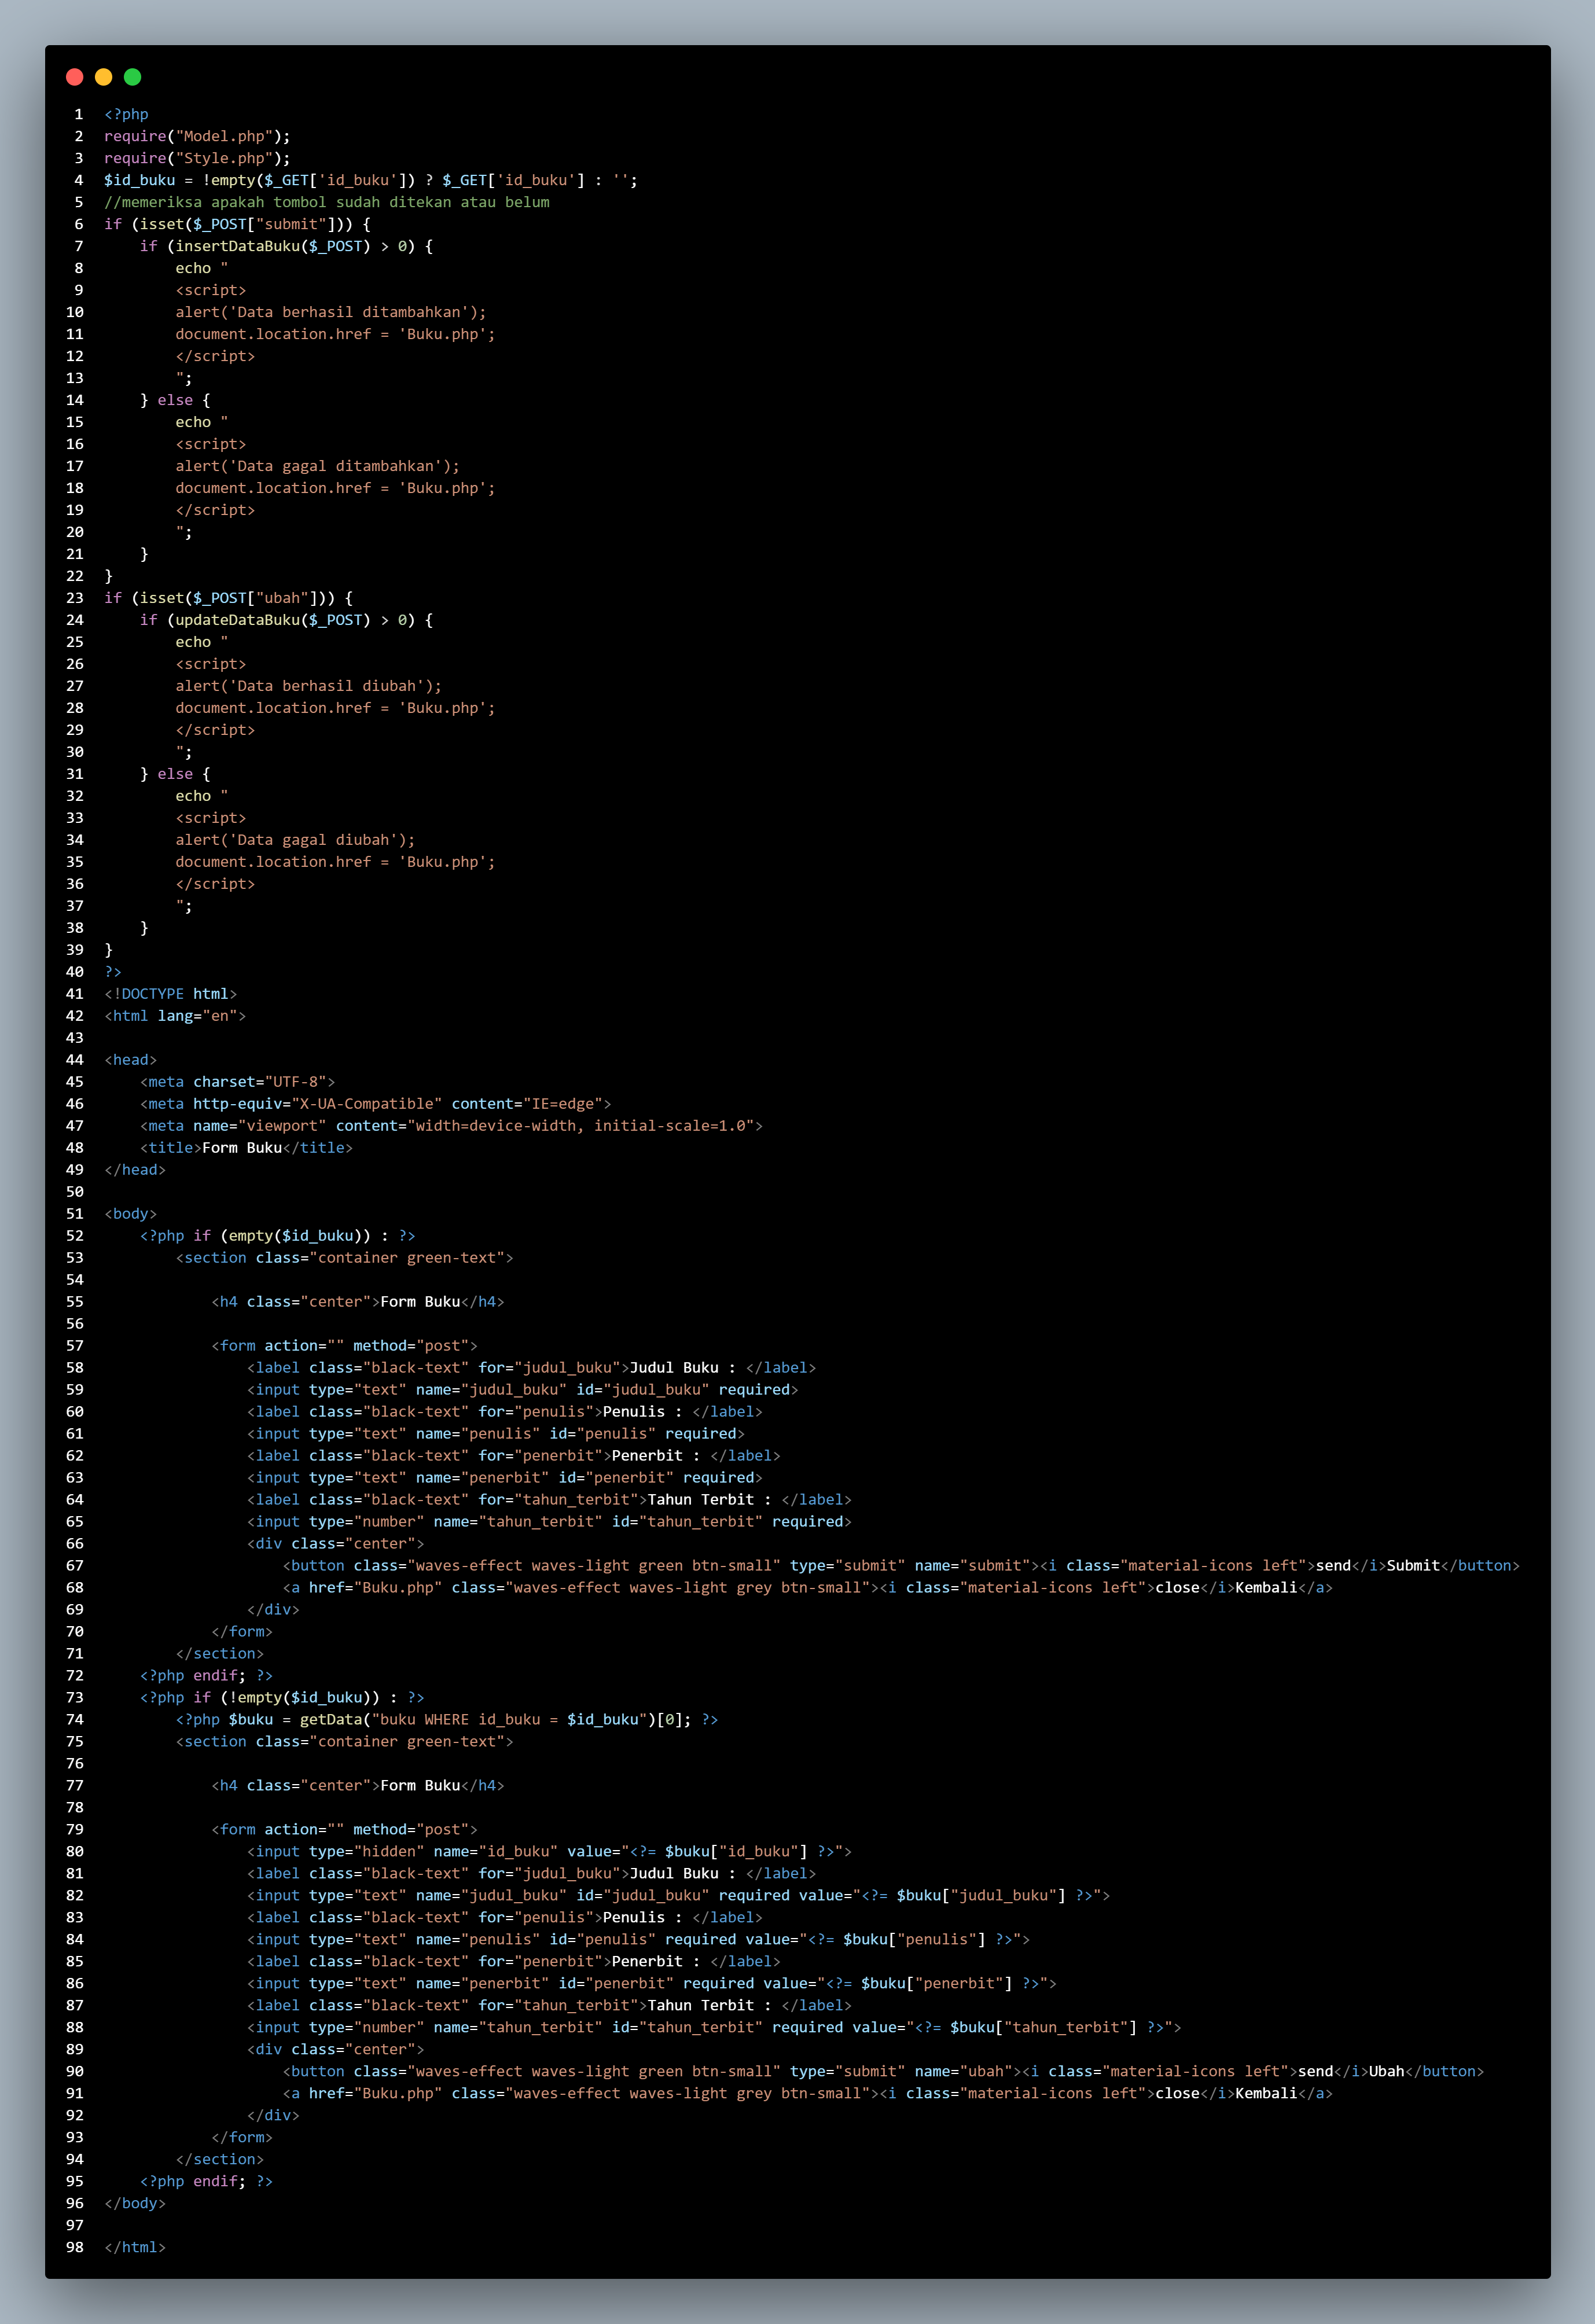 1 <?php
2 require("Model.php");
3 require("Style.php");
4 $id_buku = !empty($_GET['id_buku']) ? $_GET['id_buku'] : '';
5 //memeriksa apakah tombol sudah ditekan atau belum
6 if (isset($_POST["submit"])) {
7     if (insertDataBuku($_POST) > 0) {
8         echo "
9         <script>
10         alert('Data berhasil ditambahkan');
11         document.location.href = 'Buku.php';
12         </script>
13         ";
14     } else {
15         echo "
16         <script>
17         alert('Data gagal ditambahkan');
18         document.location.href = 'Buku.php';
19         </script>
20         ";
21     }
22 }
23 if (isset($_POST["ubah"])) {
24     if (updateDataBuku($_POST) > 0) {
25         echo "
26         <script>
27         alert('Data berhasil diubah');
28         document.location.href = 'Buku.php';
29         </script>
30         ";
31     } else {
32         echo "
33         <script>
34         alert('Data gagal diubah');
35         document.location.href = 'Buku.php';
36         </script>
37         ";
38     }
39 }
40 ?>
41 <!DOCTYPE html>
42 <html lang="en">
43
44 <head>
45     <meta charset="UTF-8">
46     <meta http-equiv="X-UA-Compatible" content="IE=edge">
47     <meta name="viewport" content="width=device-width, initial-scale=1.0">
48     <title>Form Buku</title>
49 </head>
50
51 <body>
52     <?php if (empty($id_buku)) : ?>
53         <section class="container green-text">
54
55             <h4 class="center">Form Buku</h4>
56
57             <form action="" method="post">
58                 <label class="black-text" for="judul_buku">Judul Buku : </label>
59                 <input type="text" name="judul_buku" id="judul_buku" required>
60                 <label class="black-text" for="penulis">Penulis : </label>
61                 <input type="text" name="penulis" id="penulis" required>
62                 <label class="black-text" for="penerbit">Penerbit : </label>
63                 <input type="text" name="penerbit" id="penerbit" required>
64                 <label class="black-text" for="tahun_terbit">Tahun Terbit : </label>
65                 <input type="number" name="tahun_terbit" id="tahun_terbit" required>
66                 <div class="center">
67                     <button class="waves-effect waves-light green btn-small" type="submit" name="submit"><i class="material-icons left">send</i>Submit</button>
68                     <a href="Buku.php" class="waves-effect waves-light grey btn-small"><i class="material-icons left">close</i>Kembali</a>
69                 </div>
70             </form>
71         </section>
72     <?php endif; ?>
73     <?php if (!empty($id_buku)) : ?>
74         <?php $buku = getData("buku WHERE id_buku = $id_buku")[0]; ?>
75         <section class="container green-text">
76
77             <h4 class="center">Form Buku</h4>
78
79             <form action="" method="post">
80                 <input type="hidden" name="id_buku" value="<?= $buku["id_buku"] ?>">
81                 <label class="black-text" for="judul_buku">Judul Buku : </label>
82                 <input type="text" name="judul_buku" id="judul_buku" required value="<?= $buku["judul_buku"] ?>">
83                 <label class="black-text" for="penulis">Penulis : </label>
84                 <input type="text" name="penulis" id="penulis" required value="<?= $buku["penulis"] ?>">
85                 <label class="black-text" for="penerbit">Penerbit : </label>
86                 <input type="text" name="penerbit" id="penerbit" required value="<?= $buku["penerbit"] ?>">
87                 <label class="black-text" for="tahun_terbit">Tahun Terbit : </label>
88                 <input type="number" name="tahun_terbit" id="tahun_terbit" required value="<?= $buku["tahun_terbit"] ?>">
89                 <div class="center">
90                     <button class="waves-effect waves-light green btn-small" type="submit" name="ubah"><i class="material-icons left">send</i>Ubah</button>
91                     <a href="Buku.php" class="waves-effect waves-light grey btn-small"><i class="material-icons left">close</i>Kembali</a>
92                 </div>
93             </form>
94         </section>
95     <?php endif; ?>
96 </body>
97
98 </html>